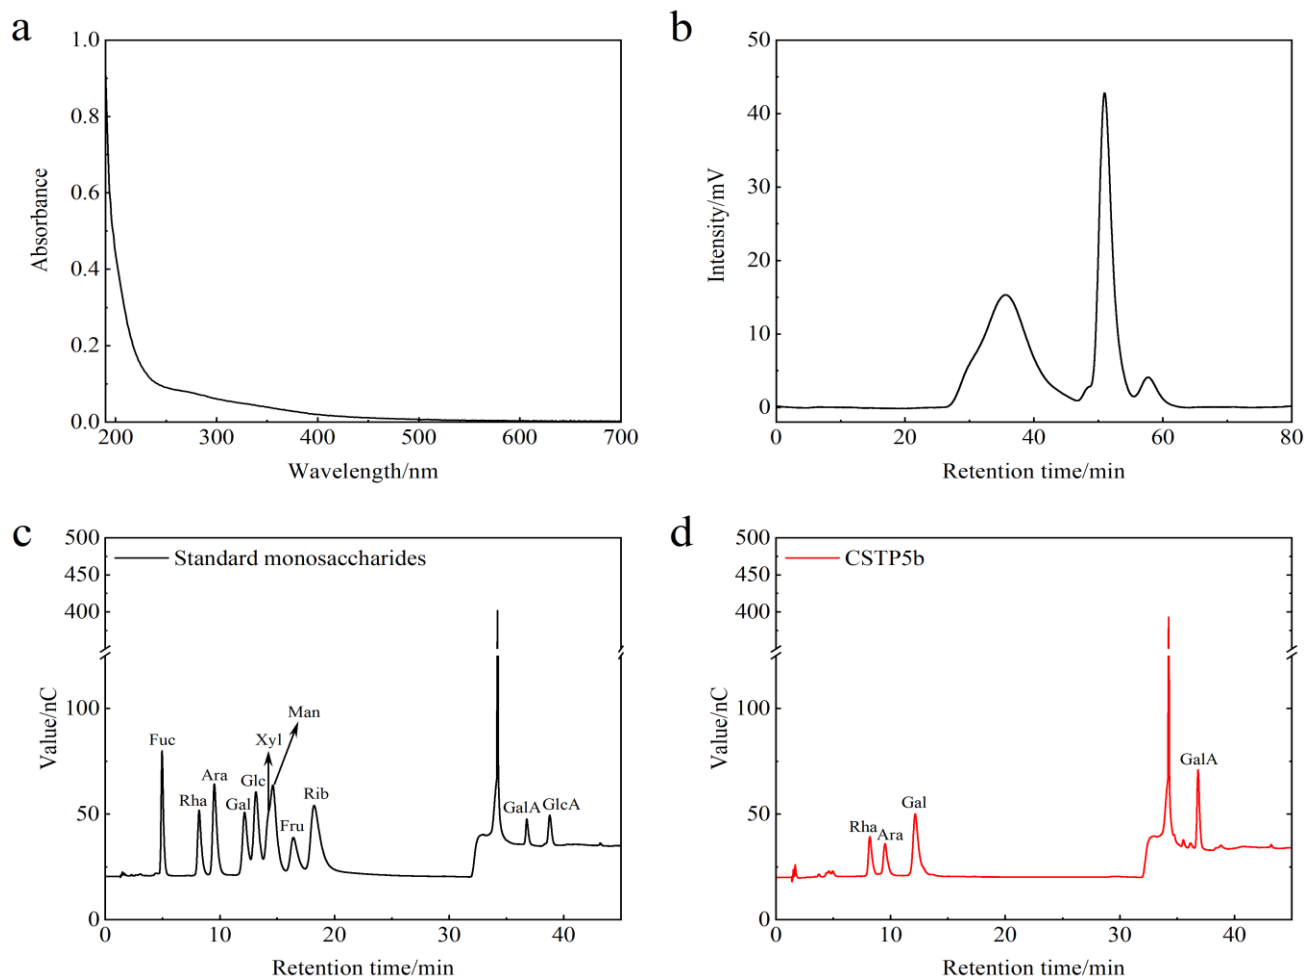 a
1.0
0.8
0.6
0.4
0.2
0.0
Absorbance
200 300 400 500 600 700
Wavelength/nm
b
50
40
30
20
10
0
Intensity/mV
0 20 40 60 80
Retention time/min
c
500
450
400
100
50
0
Value/nC
Standard monosaccharides
Fuc
Rha
Ara
Gal
Glc
Xyl
Man
Fru
Rib
GalA
GlcA
0 10 20 30 40
Retention time/min
d
500
450
400
100
50
0
Value/nC
CSTP5b
Rha
Ara
Gal
GalA
0 10 20 30 40
Retention time/min